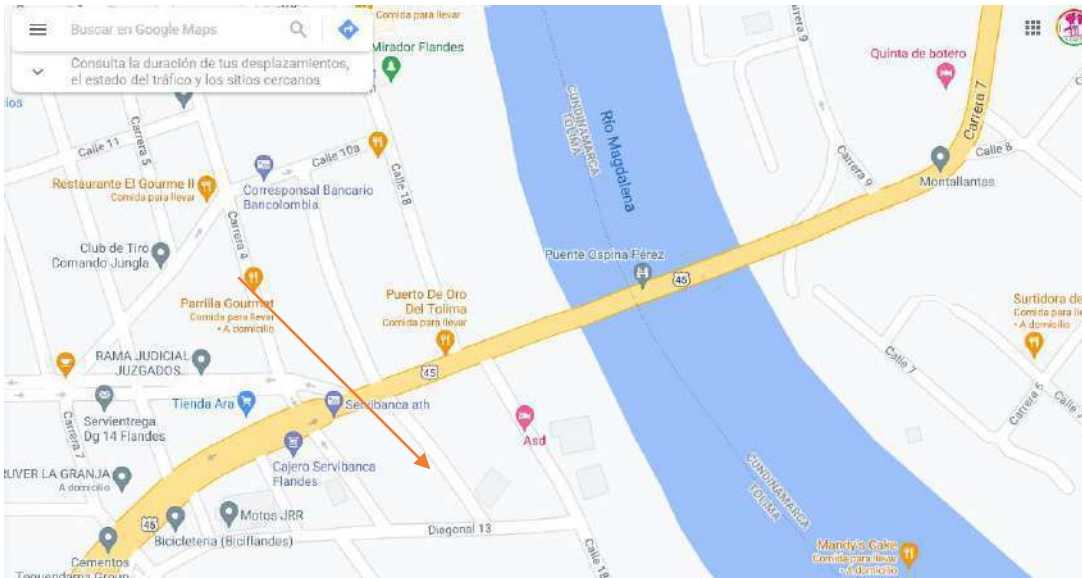 Buscar en Google Maps
Consulta la duración de tus desplazamientos,
el estado del tráfico y los sitios cercanos
Comida para llevar
Mirador Flandes
Quinta de botero
Carrera 9
Carrera 7
Calle 8
Montallantas
Carrera 9
CUNDINAMARCA
TOLIMA
Río Magdalena
Calle 11
Carrera 5
Calle 10a
Calle 18
Restaurante El Gourme II
Comida para llevar
Corresponsal Bancario
Bancolombia
Carrera 4
Club de Tiro
Comando Jungla
Puente Ospina Pérez
45
Parrilla Gourmet
Comida para llevar
• A domicilio
Puerto De Oro
Del Tolima
Comida para llevar
Surtidora de
Comida para lle
• A domicilio
RAMA JUDICIAL
JUZGADOS...
45
Calle 7
Carrera 6
Calle
Tienda Ara
Servibanca ath
Servientrega
Dg 14 Flandes
Carrera 7
Asd
Cajero Servibanca
Flandes
RUVER LA GRANJA
A domicilio
CUNDINAMARCA
TOLIMA
Motos JRR
45
Bicicleteria (Biciflandes)
Diagonal 13
Calle 18
Cementos
Tequendama Group
Mandy's Cake
Comida para llevar
• A domicilio